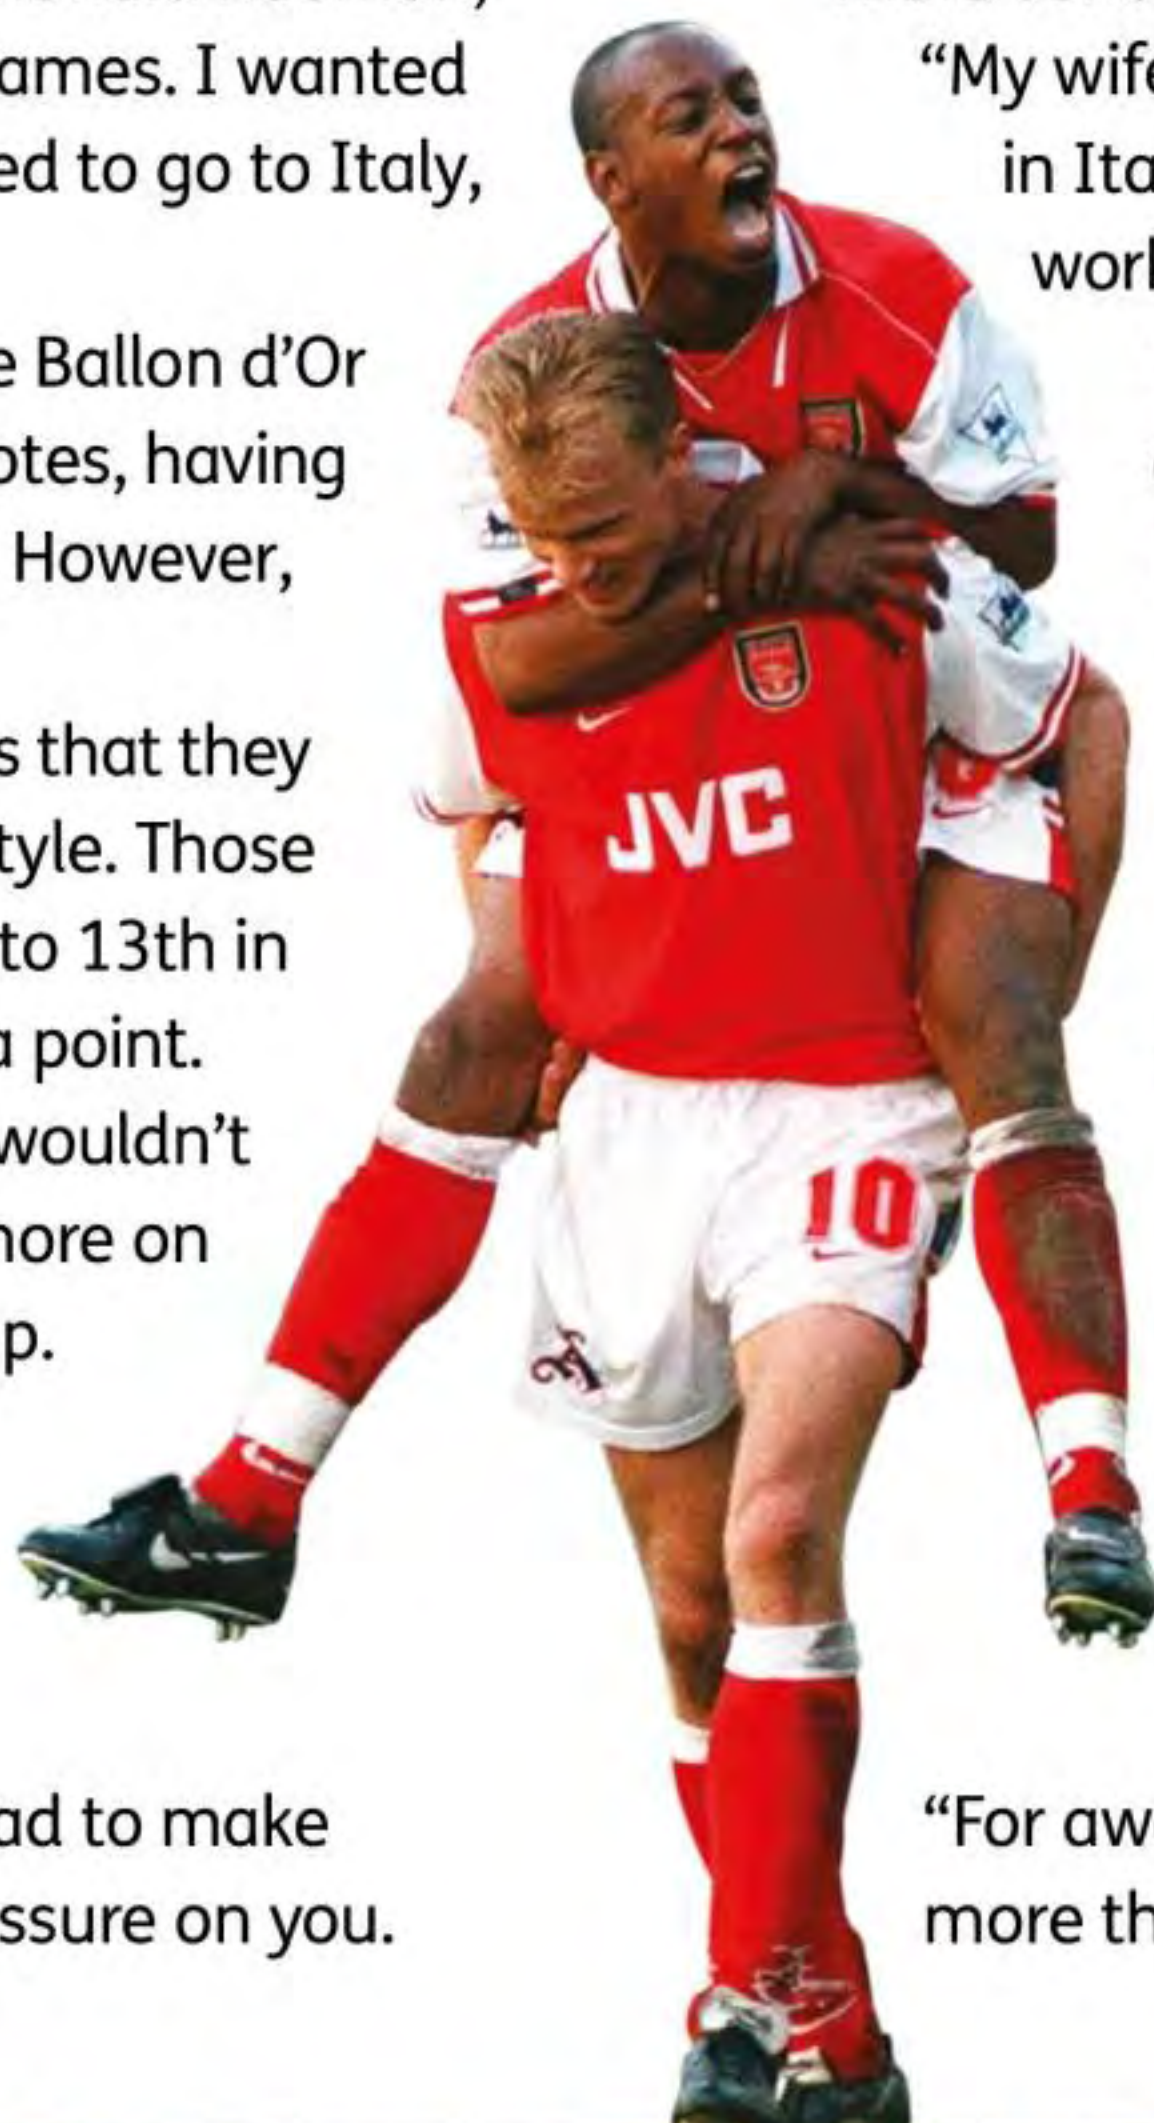 ames. I wanted
ed to go to Italy,
e Ballon d’Or
otes, having
However,
s that they
tyle. Those
to 13th in
a point.
wouldn’t
nore on
p.
ad to make
ssure on you.
JVC
10
“My wife
in Ita
worl
“For aw
more th